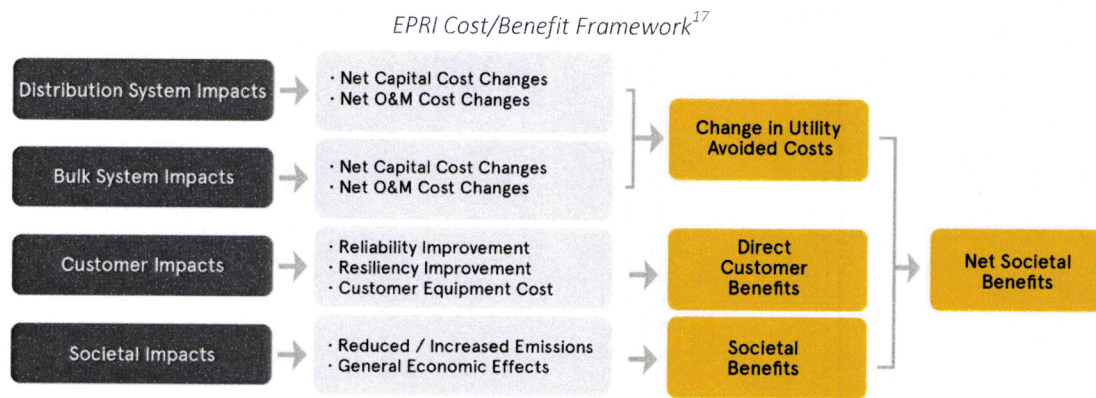 EPRI Cost/Benefit Framework17
Distribution System Impacts
· Net Capital Cost Changes
· Net O&M Cost Changes
Bulk System Impacts
· Net Capital Cost Changes
· Net O&M Cost Changes
Change in Utility
Avoided Costs
Customer Impacts
· Reliability Improvement
· Resiliency Improvement
· Customer Equipment Cost
Direct
Customer
Benefits
Societal Impacts
· Reduced / Increased Emissions
· General Economic Effects
Societal
Benefits
Net Societal
Benefits